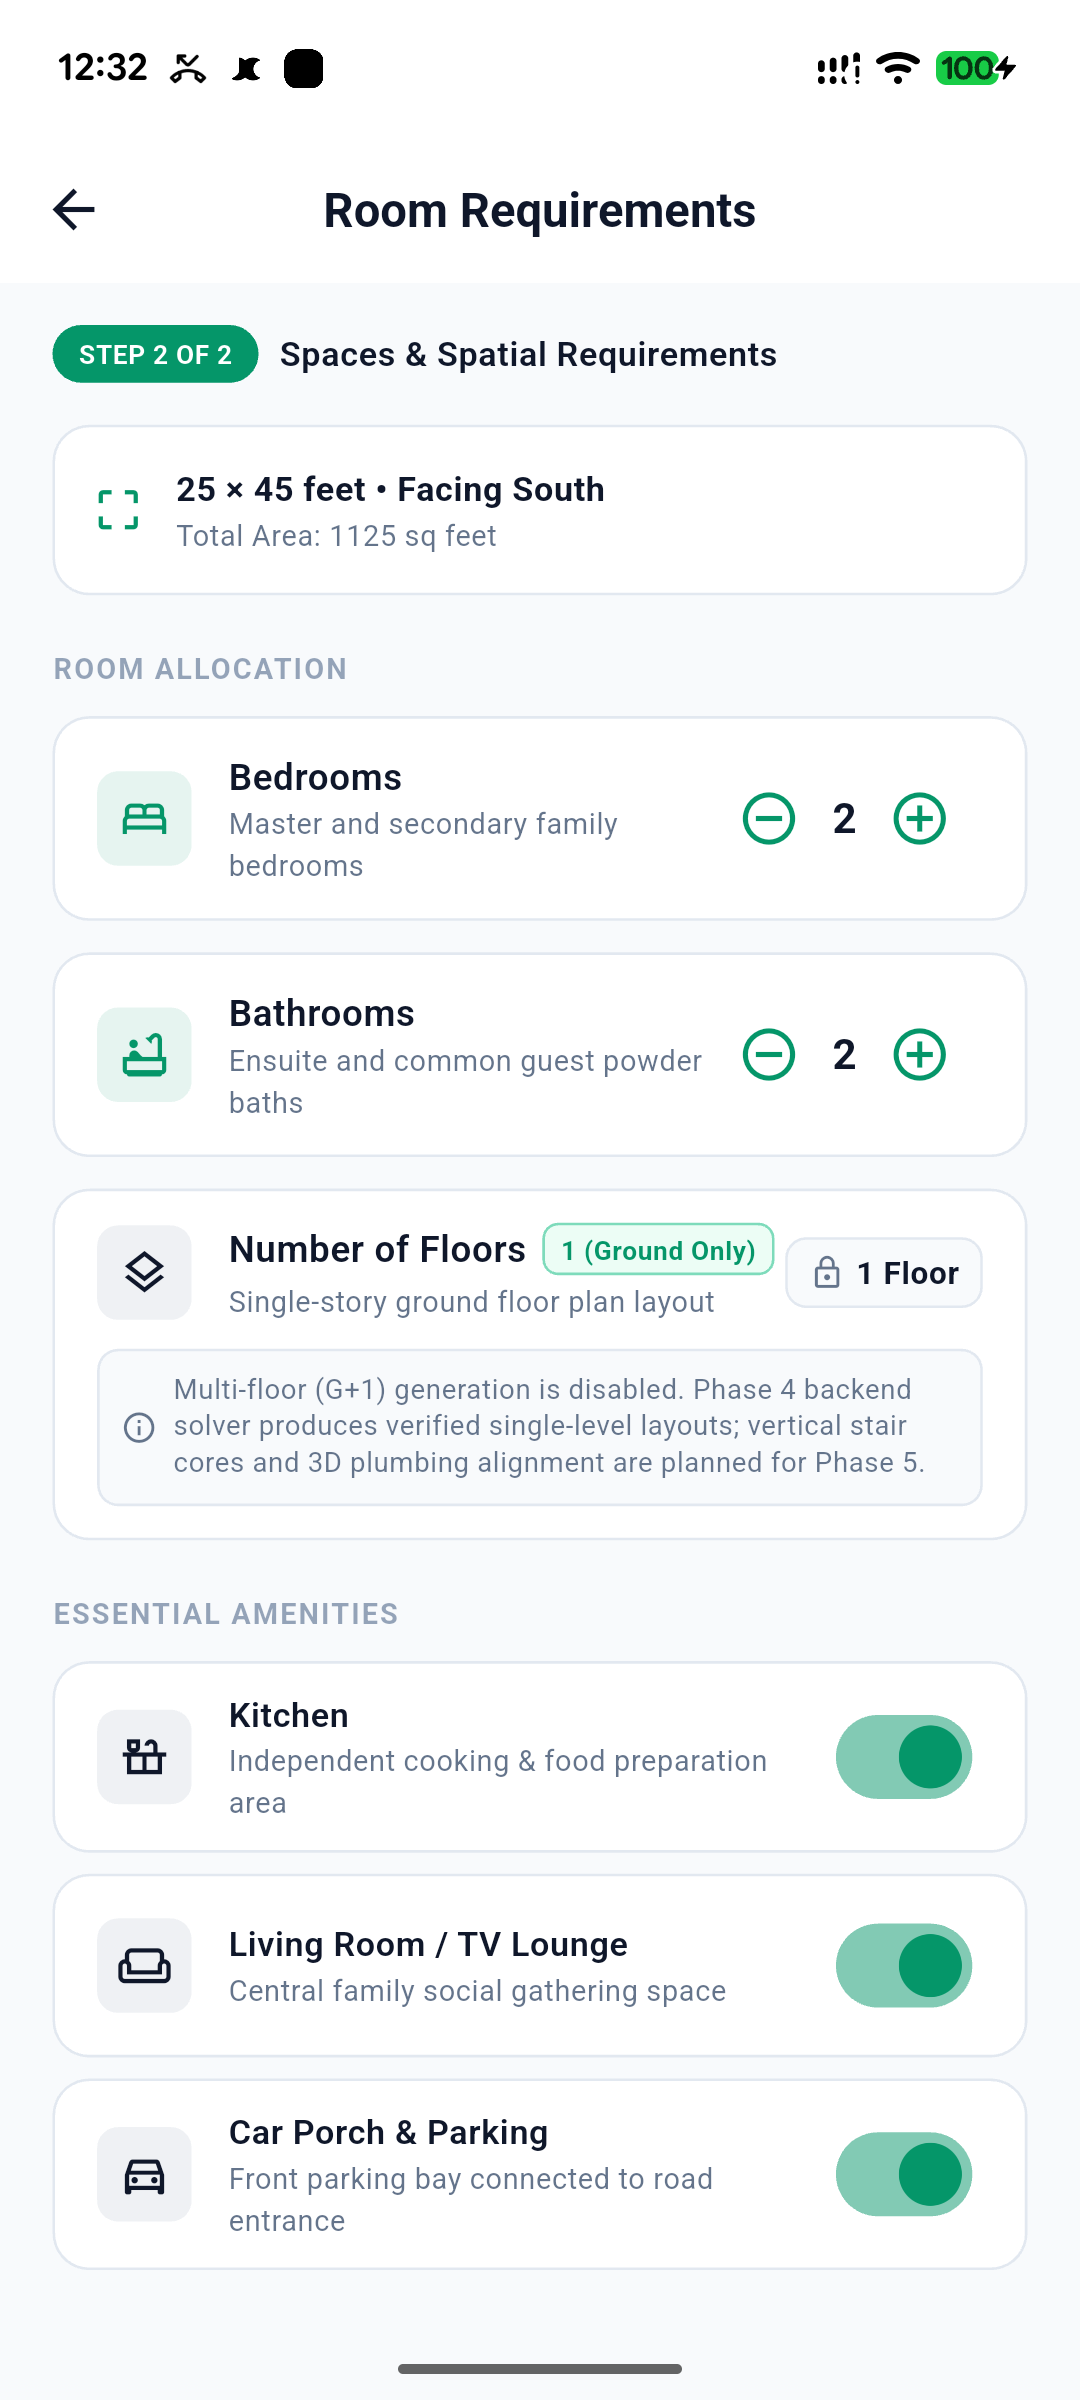 12:32
100
Room Requirements
STEP 2 OF 2
Spaces & Spatial Requirements
25 × 45 feet • Facing South
Total Area: 1125 sq feet
ROOM ALLOCATION
Bedrooms
Master and secondary family
bedrooms
2
Bathrooms
Ensuite and common guest powder
baths
2
Number of Floors
1 (Ground Only)
Single-story ground floor plan layout
1 Floor
Multi-floor (G+1) generation is disabled. Phase 4 backend
solver produces verified single-level layouts; vertical stair
cores and 3D plumbing alignment are planned for Phase 5.
ESSENTIAL AMENITIES
Kitchen
Independent cooking & food preparation
area
Living Room / TV Lounge
Central family social gathering space
Car Porch & Parking
Front parking bay connected to road
entrance